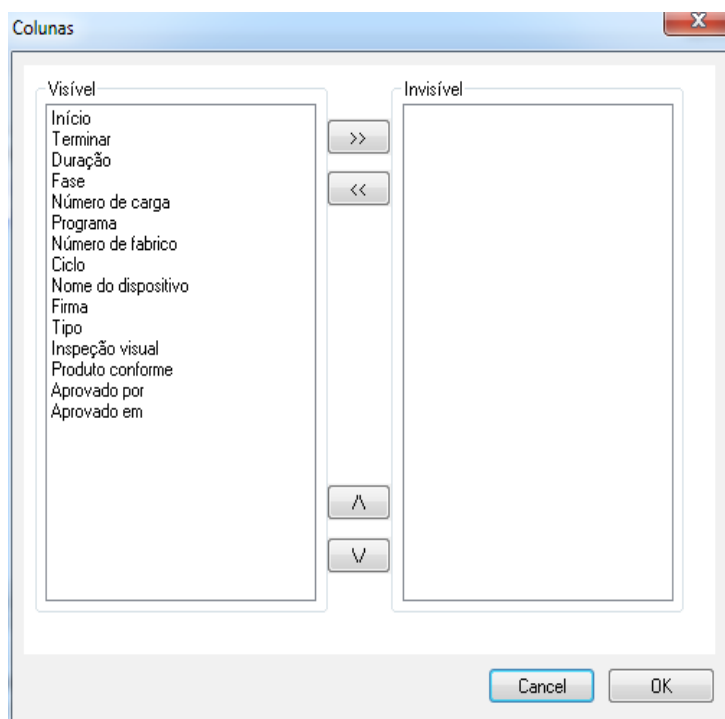 Colunas
X
Visível
Início
Terminar
Duração
Fase
Número de carga
Programa
Número de fabrico
Ciclo
Nome do dispositivo
Firma
Tipo
Inspeção visual
Produto conforme
Aprovado por
Aprovado em
>>
<<
/\
\/
Invisível
Cancel
OK